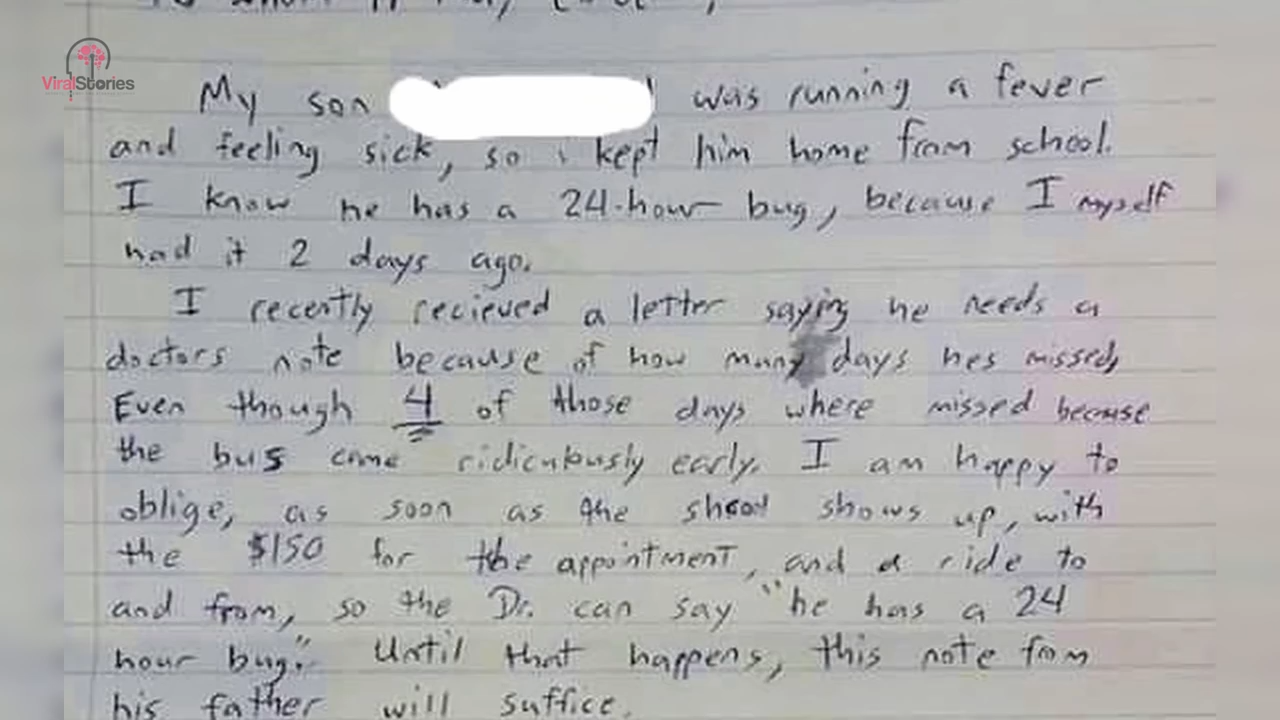 ViralStories
My son was running a fever
and feeling sick, so i kept him home from school.
I know he has a 24-hour bug, because I myself
had it 2 days ago.
I recently recieved a letter saying he needs a
doctors note because of how many days hes missed,
Even though 4 of those days where missed because
the bus came ridiculously early. I am happy to
oblige, as soon as the shcool shows up, with
the $150 for the appointment, and a ride to
and from, so the Dr. can say "he has a 24
hour bug." Until that happens, this note from
his father will suffice.